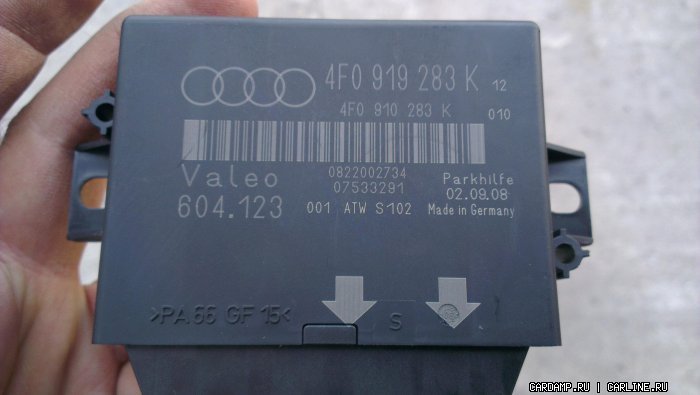 4F0 919 283 K 12
4F0 910 283 K 010
0822002734
Valeo 07533291 Parkhilfe
02.09.08
604.123 001 ATW S102 Made in Germany
>PA 66 GF 15< S
CARDAMP.RU | CARLINE.RU